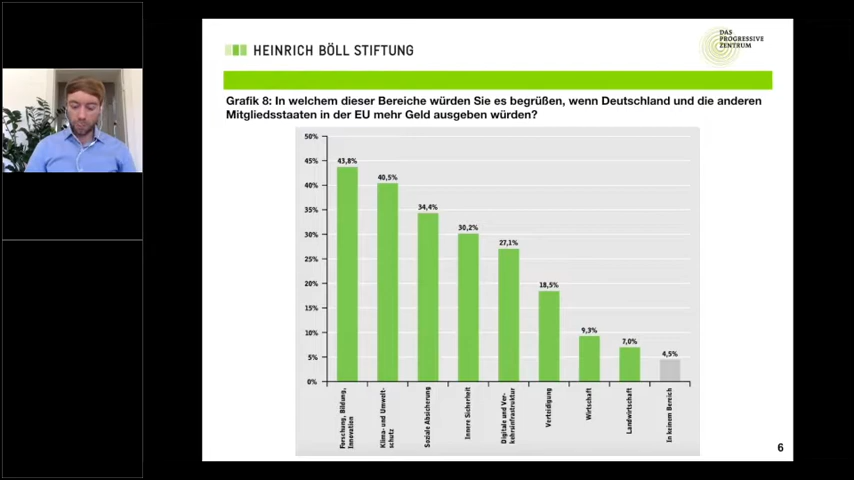 HEINRICH BÖLL STIFTUNG
DAS
PROGRESSIVE
ZENTRUM
Grafik 8: In welchem dieser Bereiche würden Sie es begrüßen, wenn Deutschland und die anderen
Mitgliedsstaaten in der EU mehr Geld ausgeben würden?
50%
45%
40%
35%
30%
25%
20%
15%
10%
5%
0%
43,8%
40,5%
34,4%
30,2%
27,1%
18,5%
9,3%
7,0%
4,5%
Forschung, Bildung,
Innovation
Klima- und Umwelt-
schutz
Soziale Absicherung
Innere Sicherheit
Digitale und Ver-
kehrsinfrastruktur
Verteidigung
Wirtschaft
Landwirtschaft
In keinem Bereich
6